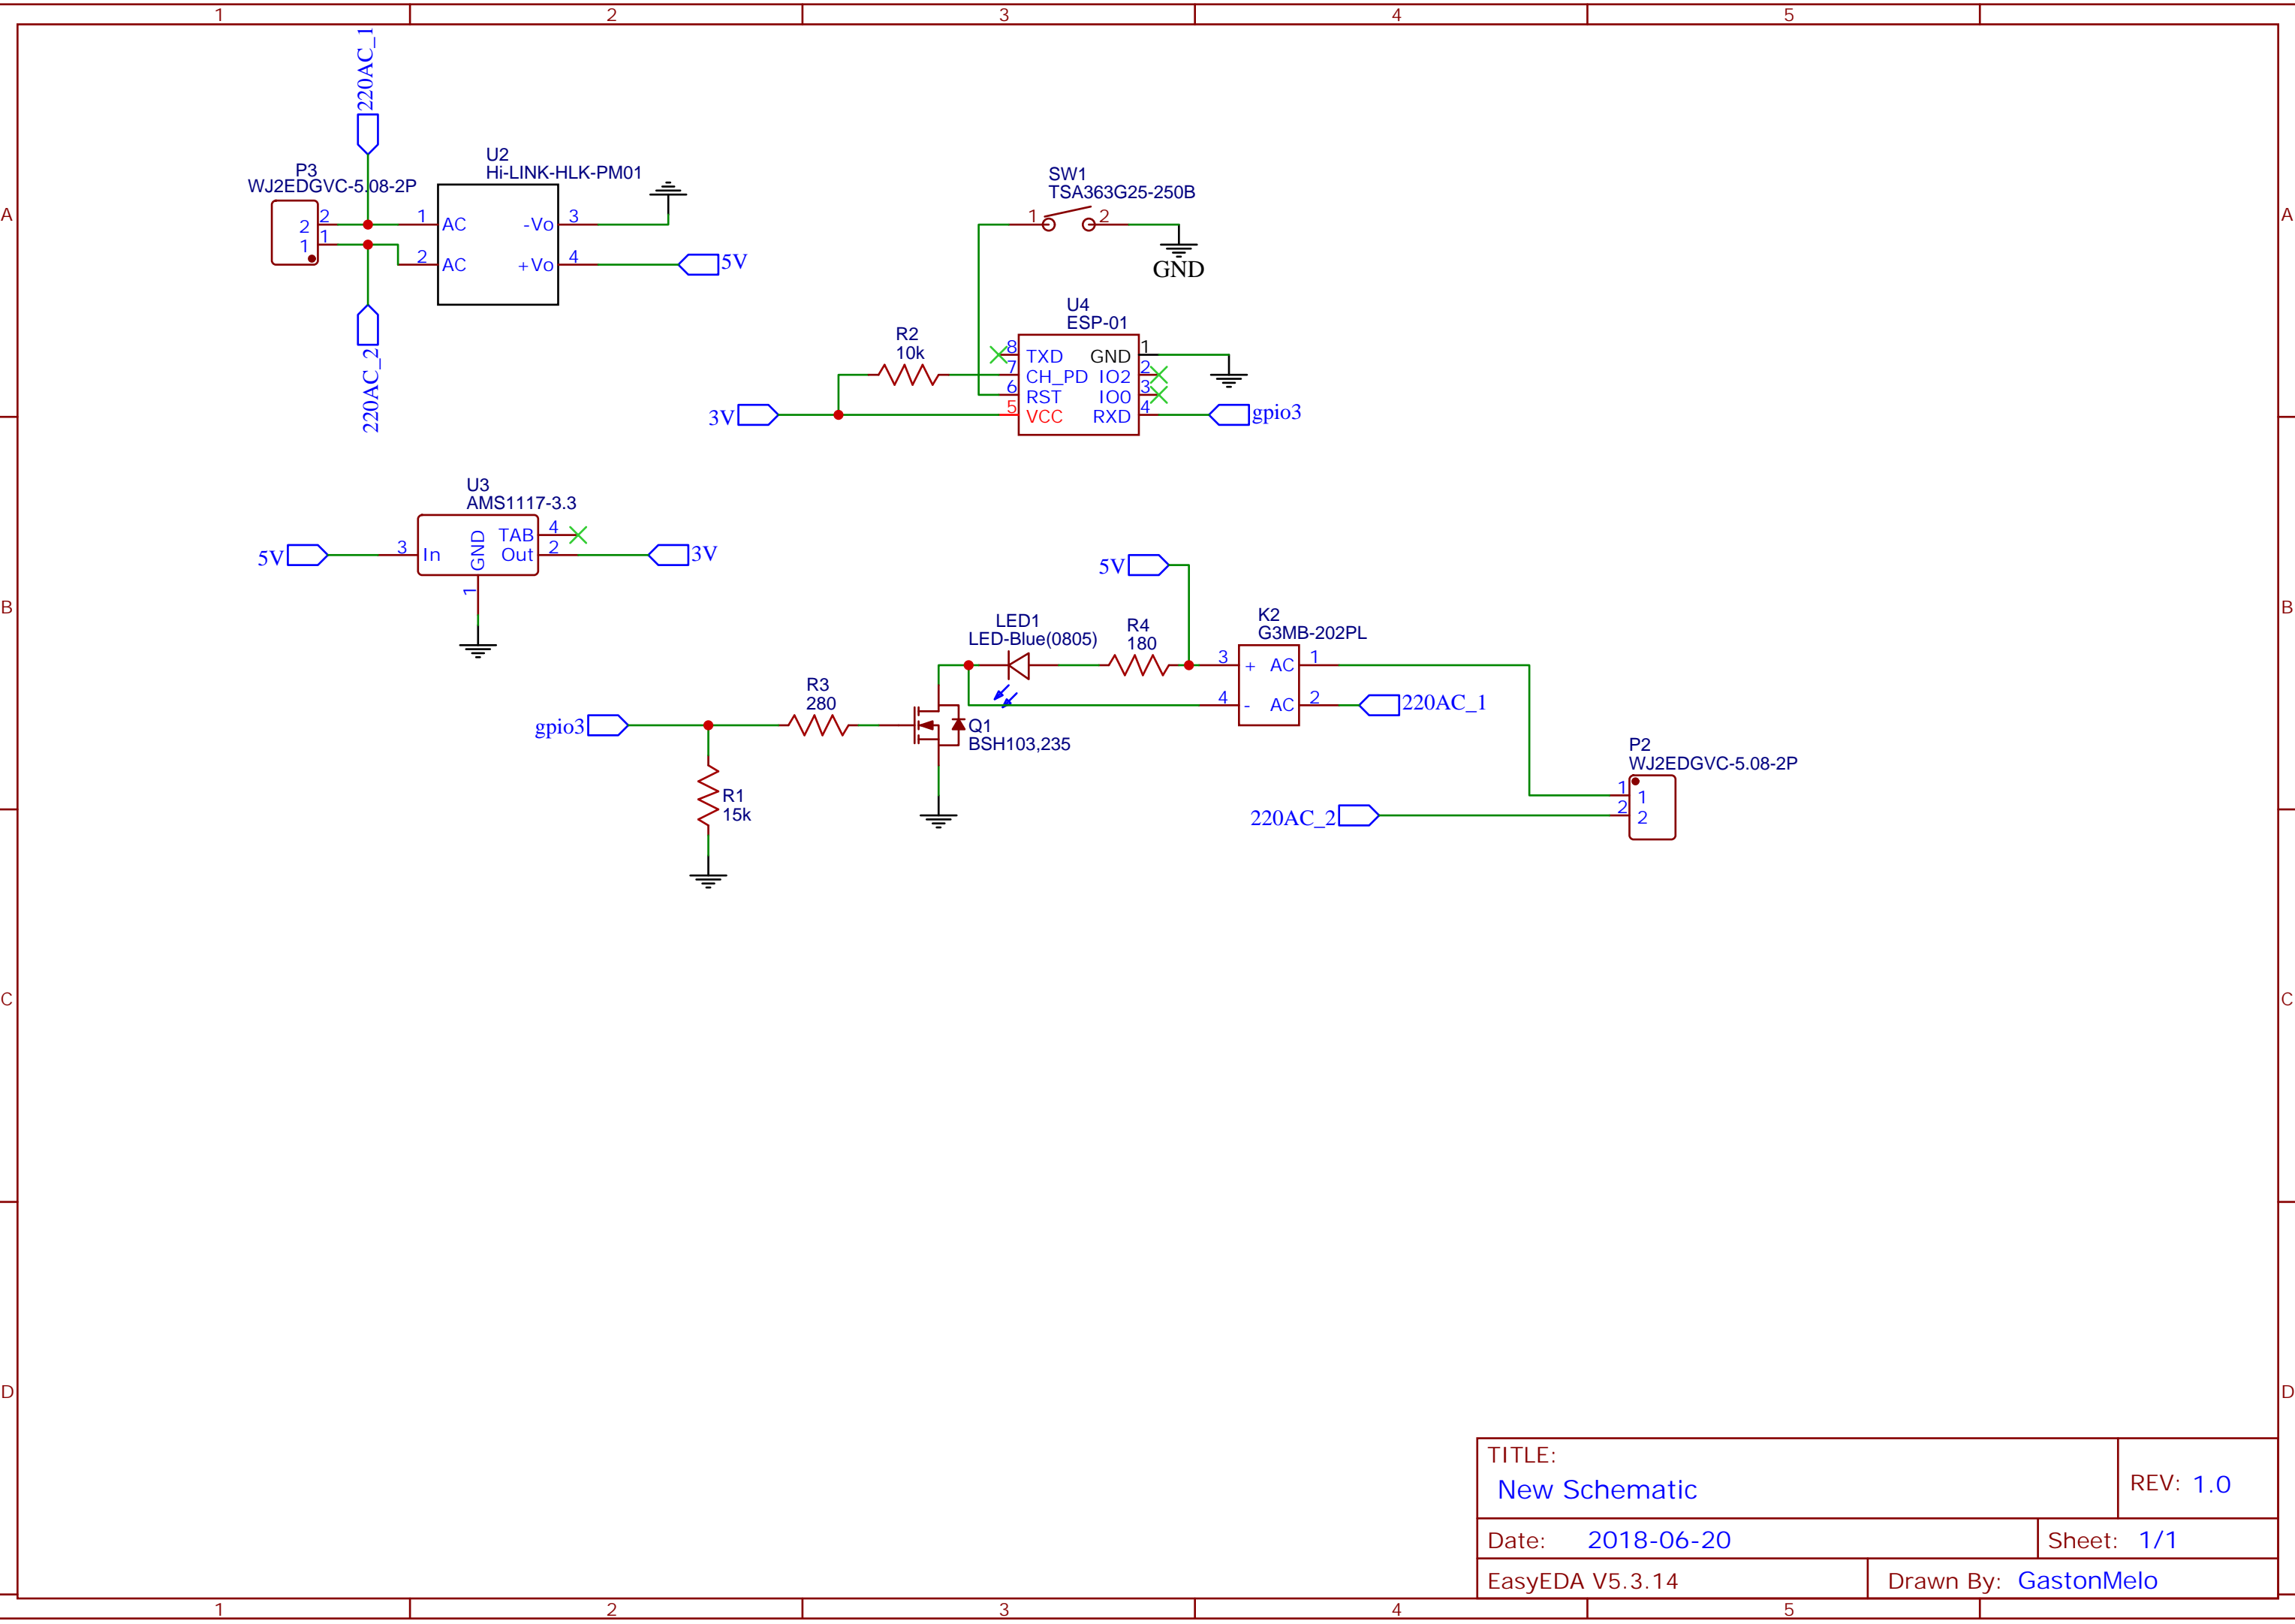 1 2 3 4 5
220AC_1
P3
WJ2EDGVC-5.08-2P
2 2
1 1
U2
Hi-LINK-HLK-PM01
1 AC -Vo 3
2 AC +Vo 4
5V
220AC_2
SW1
TSA363G25-250B
1 2
GND
A A
U4
ESP-01
R2
10k
8 TXD GND 1
7 CH_PD IO2 2
6 RST IO0 3
5 VCC RXD 4
3V
gpio3
U3
AMS1117-3.3
TAB 4
5V 3 In GND Out 2 3V
1
B B
5V
LED1
LED-Blue(0805)
R4
180
K2
G3MB-202PL
3 + AC 1
4 - AC 2
220AC_1
R3
280
gpio3
Q1
BSH103,235
R1
15k
P2
WJ2EDGVC-5.08-2P
1 1
2 2
220AC_2
C C
D D
TITLE:
New Schematic
REV: 1.0
Date: 2018-06-20
Sheet: 1/1
EasyEDA V5.3.14
Drawn By: GastonMelo
1 2 3 4 5